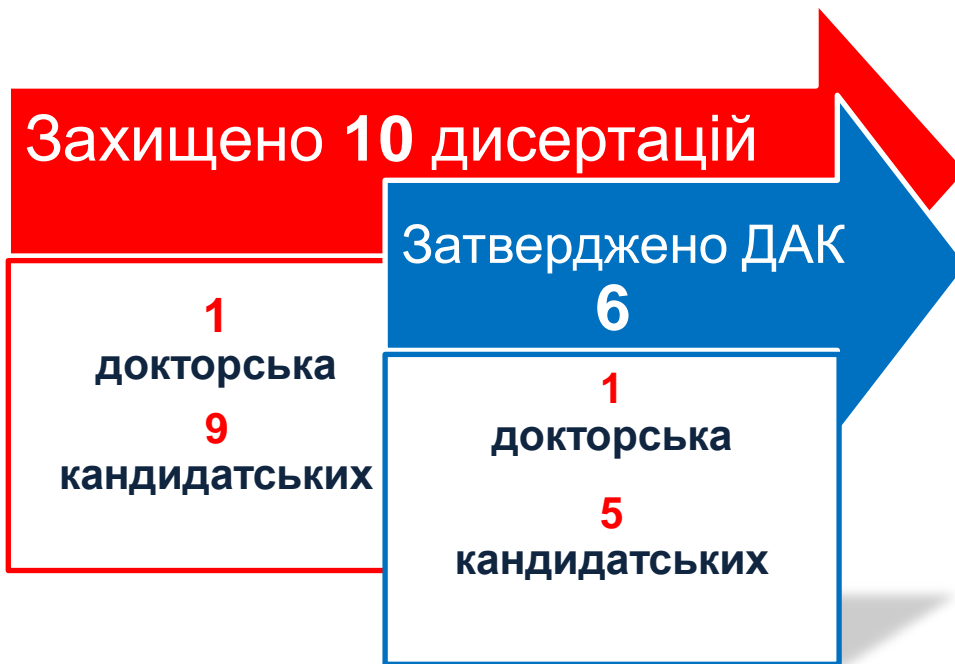 Захищено 10 дисертацій
1
докторська
9
кандидатських
Затверджено ДАК
6
1
докторська
5
кандидатських